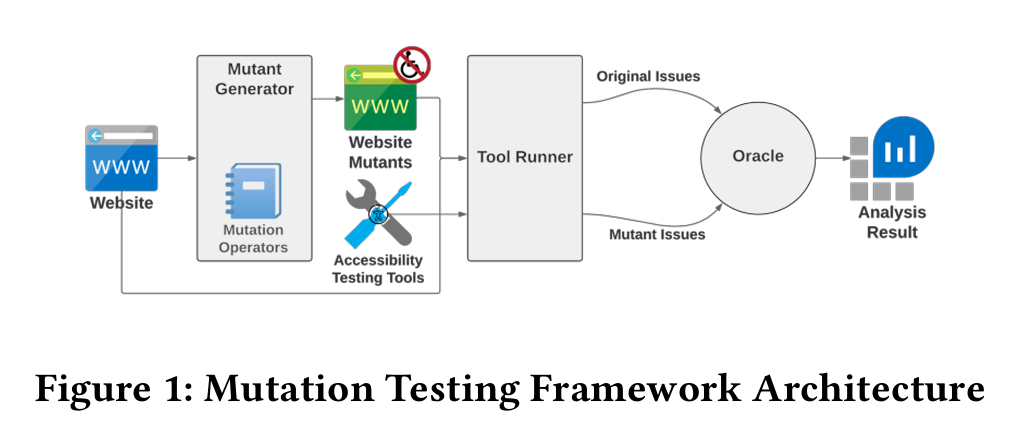 Mutant
Generator
Mutation
Operators
WWW
Website
WWW
Website
Mutants
Accessibility
Testing Tools
Tool Runner
Original Issues
Mutant Issues
Oracle
Analysis
Result
Figure 1: Mutation Testing Framework Architecture